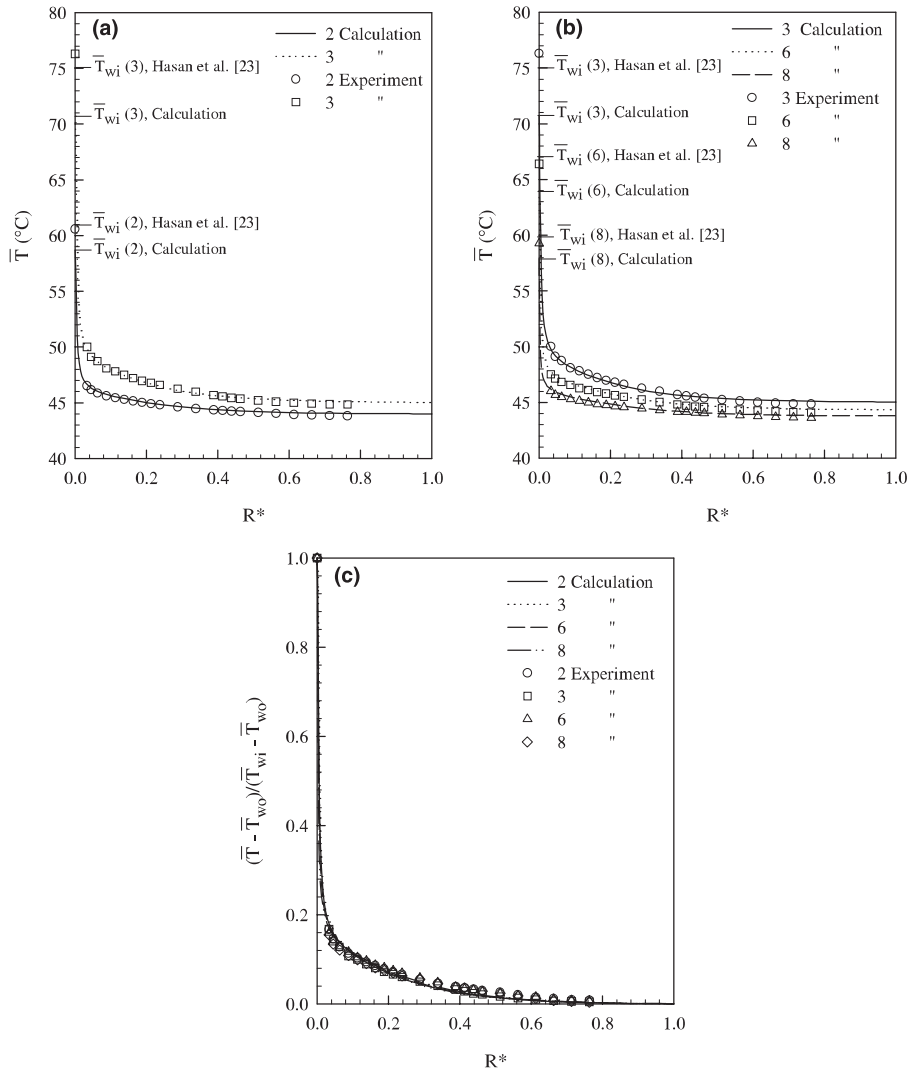 (a)
2 Calculation
3 "
2 Experiment
3 "
T̅wi (3), Hasan et al. [23]
T̅wi (3), Calculation
T̅wi (2), Hasan et al. [23]
T̅wi (2), Calculation
T̅ (°C)
80
75
70
65
60
55
50
45
40
0.0 0.2 0.4 0.6 0.8 1.0
R*
(b)
3 Calculation
6 "
8 "
3 Experiment
6 "
8 "
T̅wi (3), Hasan et al. [23]
T̅wi (3), Calculation
T̅wi (6), Hasan et al. [23]
T̅wi (6), Calculation
T̅wi (8), Hasan et al. [23]
T̅wi (8), Calculation
T̅ (°C)
80
75
70
65
60
55
50
45
40
0.0 0.2 0.4 0.6 0.8 1.0
R*
(c)
2 Calculation
3 "
6 "
8 "
2 Experiment
3 "
6 "
8 "
(T̅ - T̅wo)/(T̅wi - T̅wo)
1.0
0.8
0.6
0.4
0.2
0.0
0.0 0.2 0.4 0.6 0.8 1.0
R*